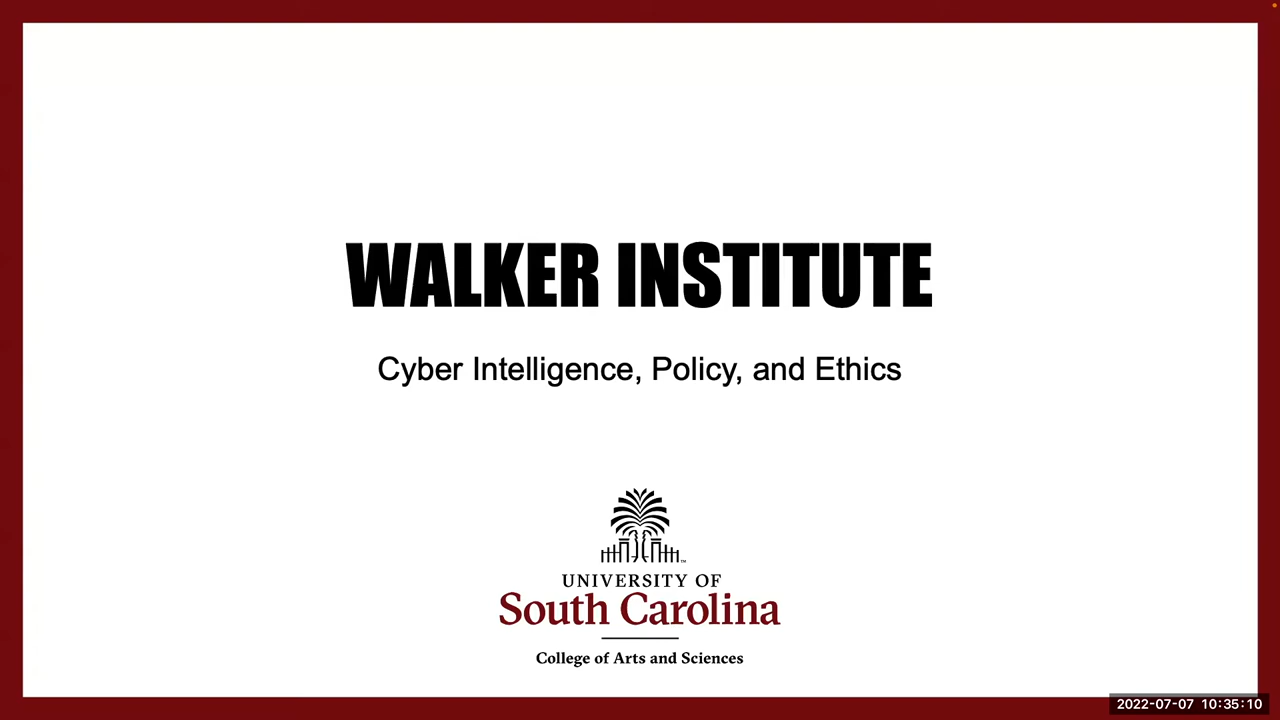 WALKER INSTITUTE
Cyber Intelligence, Policy, and Ethics
UNIVERSITY OF
South Carolina
College of Arts and Sciences
2022-07-07 10:35:10